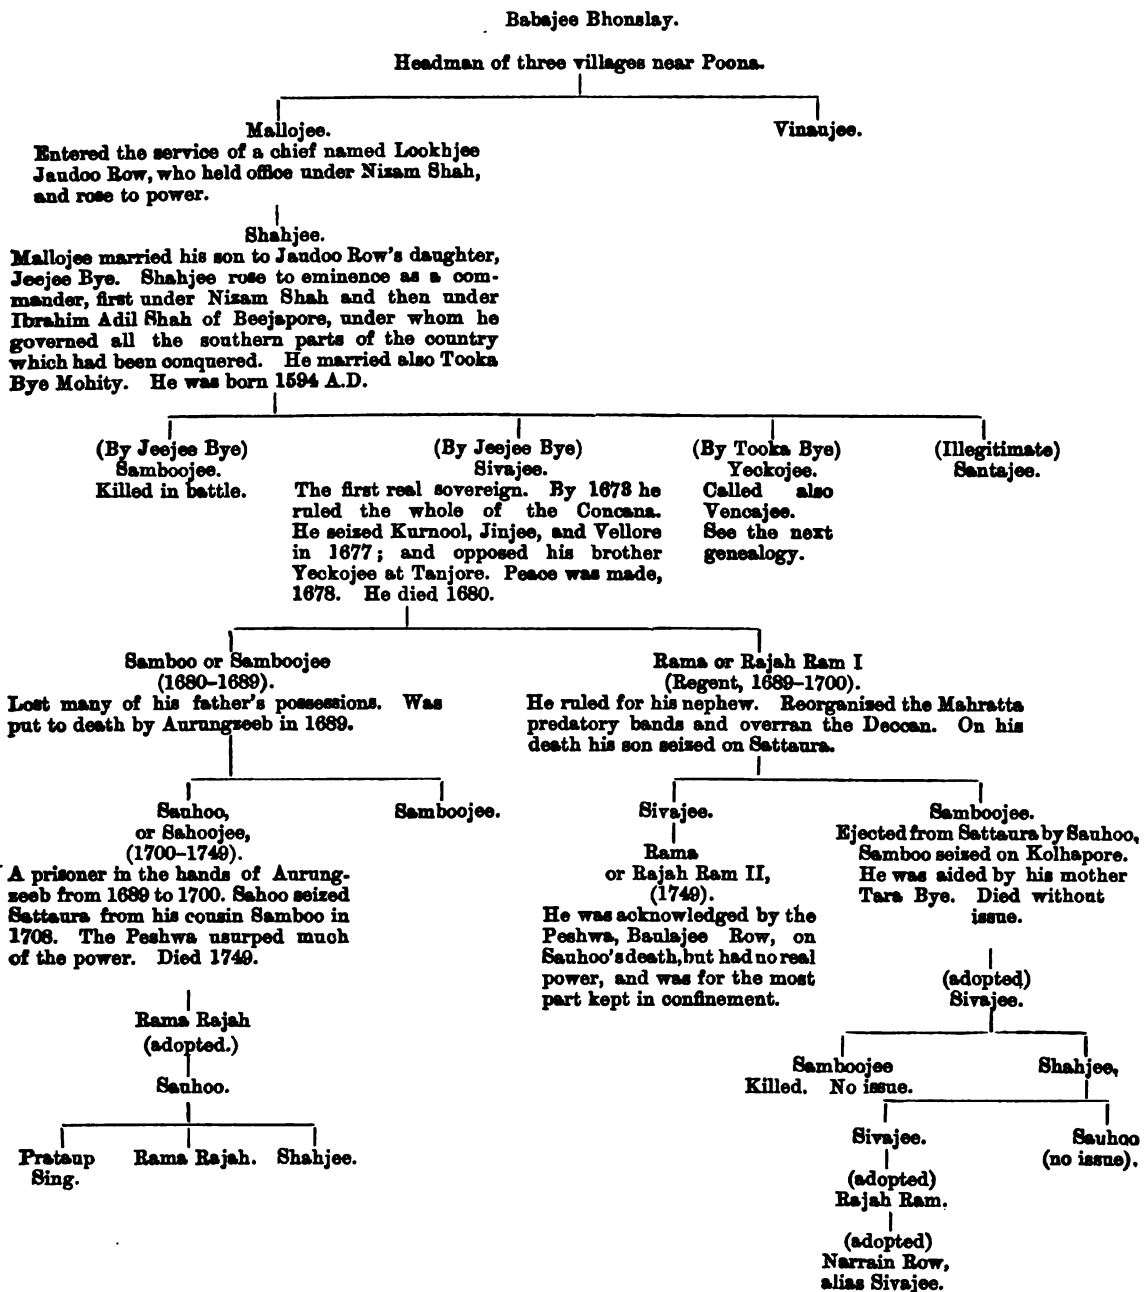 Babajee Bhonslay.
Headman of three villages near Poona.
Mallojee.
Entered the service of a chief named Lookhjee
Jaudoo Row, who held office under Nizam Shah,
and rose to power.
Vinaujee.
Shahjee.
Mallojee married his son to Jaudoo Row's daughter,
Jeejee Bye. Shahjee rose to eminence as a com-
mander, first under Nizam Shah and then under
Ibrahim Adil Shah of Beejapore, under whom he
governed all the southern parts of the country
which had been conquered. He married also Tooka
Bye Mohity. He was born 1594 A.D.
(By Jeejee Bye)
Samboojee.
Killed in battle.
(By Jeejee Bye)
Sivajee.
The first real sovereign. By 1673 he
ruled the whole of the Concana.
He seized Kurnool, Jinjee, and Vellore
in 1677; and opposed his brother
Yeckojee at Tanjore. Peace was made,
1678. He died 1680.
(By Tooka Bye)
Yeckojee.
Called also
Vencajee.
See the next
genealogy.
(Illegitimate)
Santajee.
Samboo or Samboojee
(1680-1689).
Lost many of his father's possessions. Was
put to death by Aurungzeeb in 1689.
Rama or Rajah Ram I
(Regent, 1689-1700).
He ruled for his nephew. Reorganized the Mahratta
predatory bands and overran the Deccan. On his
death his son seized on Sattaura.
Sauhoo,
or Sahoojee,
(1700-1749).
A prisoner in the hands of Aurung-
zeeb from 1689 to 1700. Sahoo seized
Sattaura from his cousin Samboo in
1708. The Peshwa usurped much
of the power. Died 1749.
Samboojee.
Sivajee.
Rama
or Rajah Ram II,
(1749).
He was acknowledged by the
Peshwa, Baulajee Row, on
Sauhoo's death, but had no real
power, and was for the most
part kept in confinement.
Samboojee.
Ejected from Sattaura by Sauhoo,
Samboo seized on Kolhapore.
He was aided by his mother
Tara Bye. Died without
issue.
(adopted)
Sivajee.
Rama Rajah
(adopted.)
Sauhoo.
Prataup
Sing.
Rama Rajah.
Shahjee.
Samboojee
Killed. No issue.
Shahjee,
Sivajee.
Sauhoo
(no issue).
(adopted)
Rajah Ram.
(adopted)
Narrain Row,
alias Sivajee.